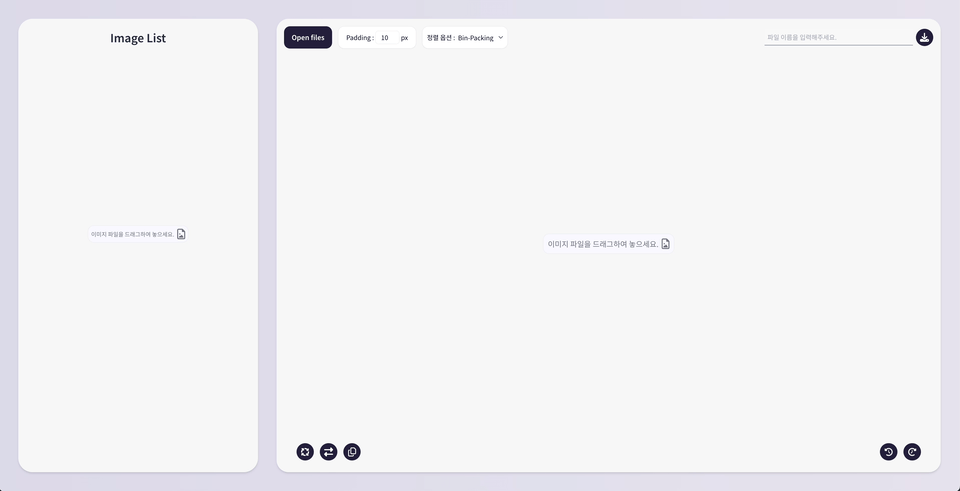 Image List
이미지 파일을 드래그하여 놓으세요.
Open files
Padding : 10 px
정렬 옵션 : Bin-Packing
파일 이름을 입력해주세요.
이미지 파일을 드래그하여 놓으세요.